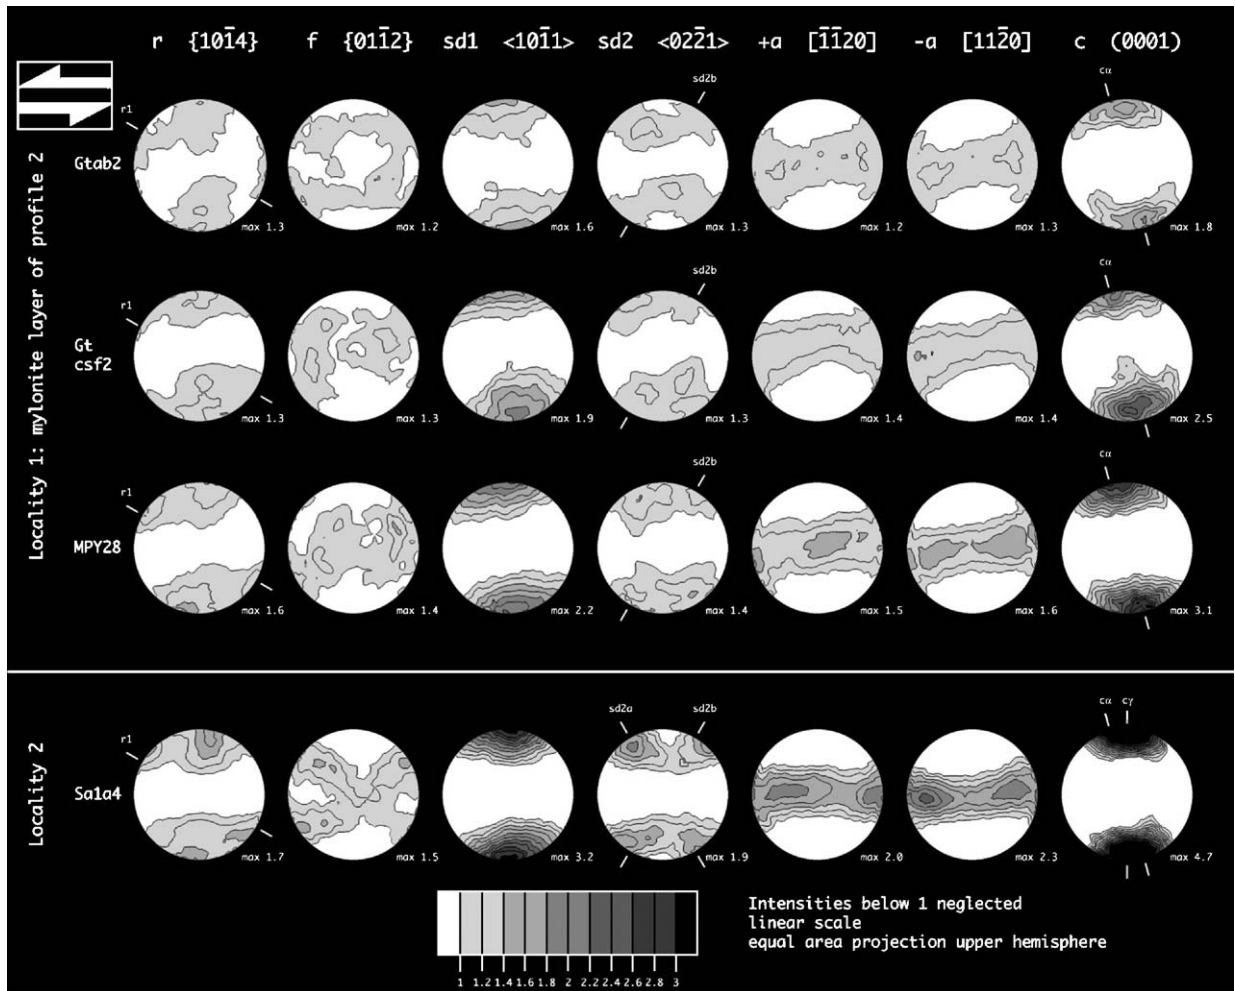 r {101̄4} f {011̄2} sd1 <101̄1> sd2 <022̄1> +a [1̄1̄20] -a [112̄0] c (0001)
sd2b cα
r1
Gtab2
max 1.3 max 1.2 max 1.6 max 1.3 max 1.2 max 1.3 max 1.8
sd2b cα
r1
Gt
csf2
max 1.3 max 1.3 max 1.9 max 1.3 max 1.4 max 1.4 max 2.5
sd2b cα
r1
MPY28
max 1.6 max 1.4 max 2.2 max 1.4 max 1.5 max 1.6 max 3.1
Locality 1: mylonite layer of profile 2
sd2a sd2b cα cγ
r1
Sa1a4
max 1.7 max 1.5 max 3.2 max 1.9 max 2.0 max 2.3 max 4.7
Locality 2
1 1.2 1.4 1.6 1.8 2 2.2 2.4 2.6 2.8 3
Intensities below 1 neglected
linear scale
equal area projection upper hemisphere